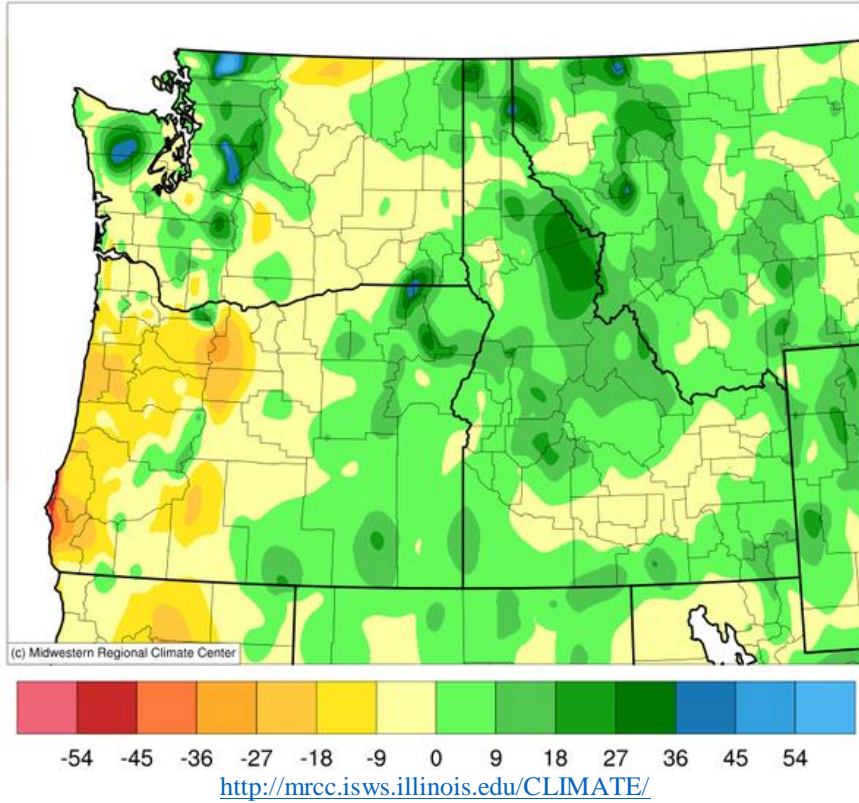 (c) Midwestern Regional Climate Center
-54 -45 -36 -27 -18 -9 0 9 18 27 36 45 54
http://mrcc.isws.illinois.edu/CLIMATE/